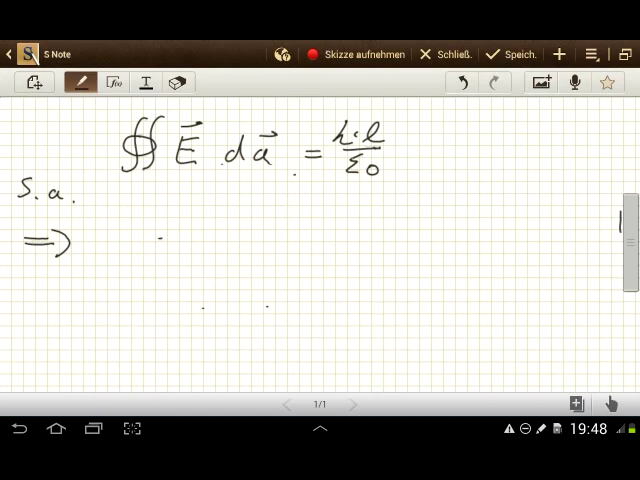 S Note
Skizze aufnehmen
Schließ.
Speich.
f(x)
T
∯ E⃗ da⃗ = λ·l/ε0
S.a.
⇒
1/1
19:48